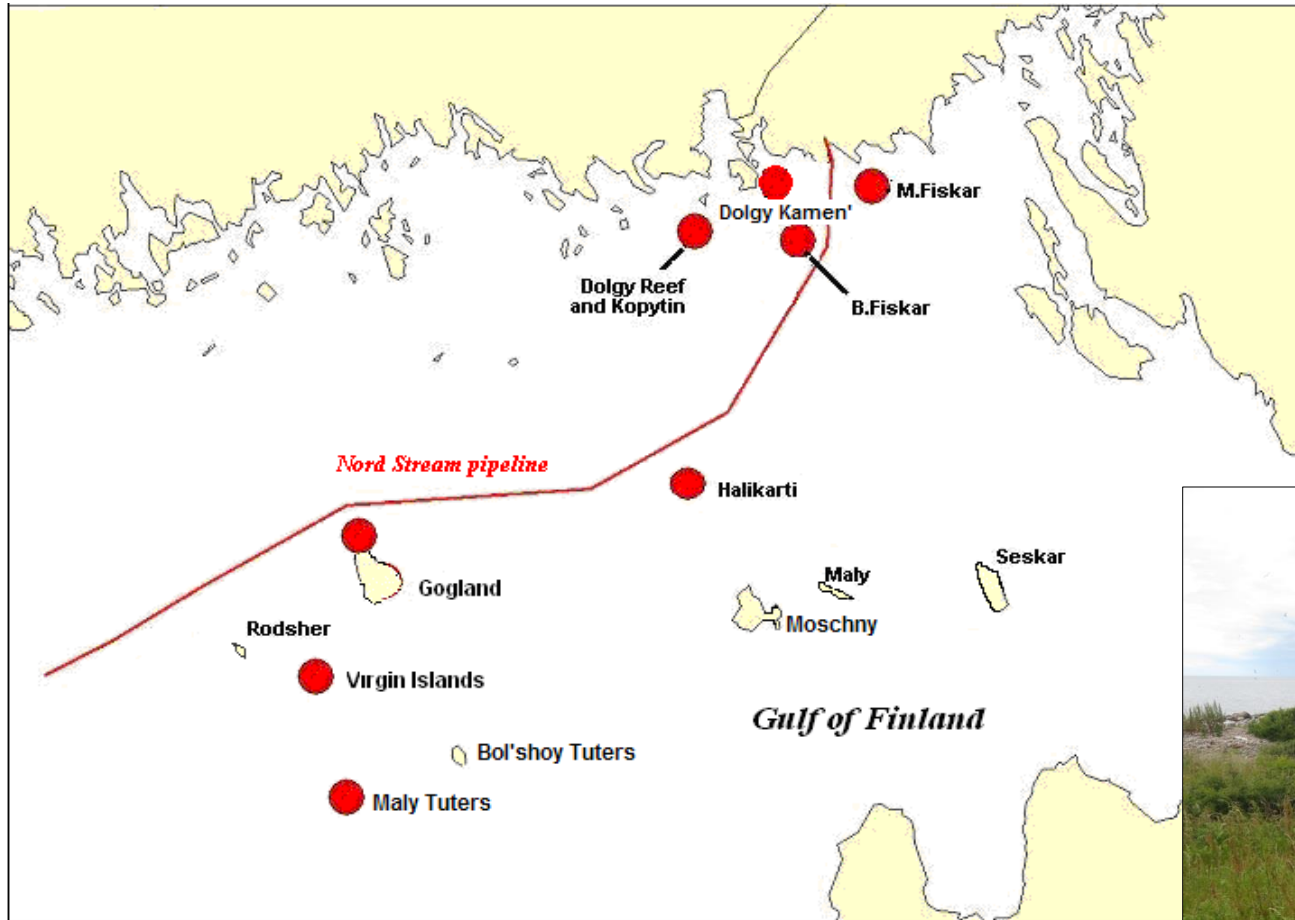 M.Fiskar
Dolgy Kamen'
Dolgy Reef
and Kopytin
B.Fiskar
Nord Stream pipeline
Halikarti
Seskar
Maly
Gogland
Moschny
Rodsher
Virgin Islands
Gulf of Finland
Bol'shoy Tuters
Maly Tuters